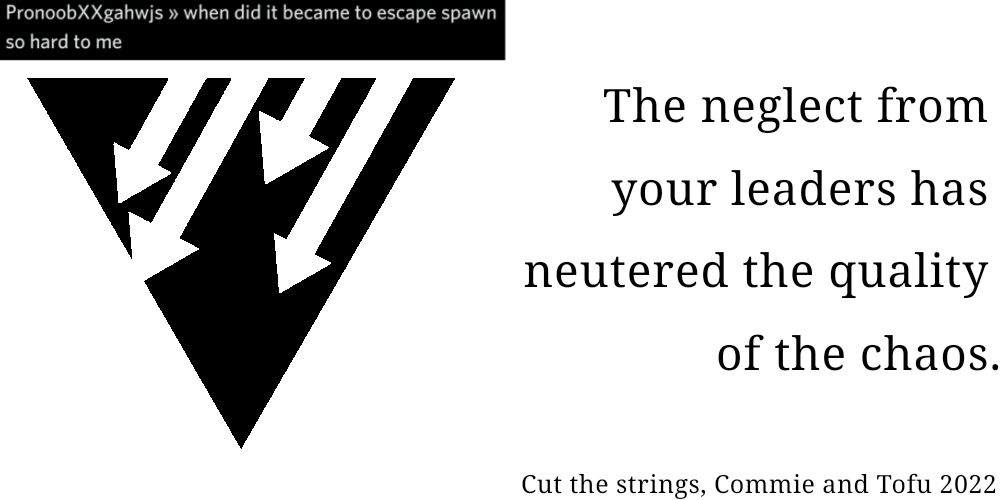 PronoobXXgahwjs » when did it became to escape spawn
so hard to me
The neglect from
your leaders has
neutered the quality
of the chaos.
Cut the strings, Commie and Tofu 2022